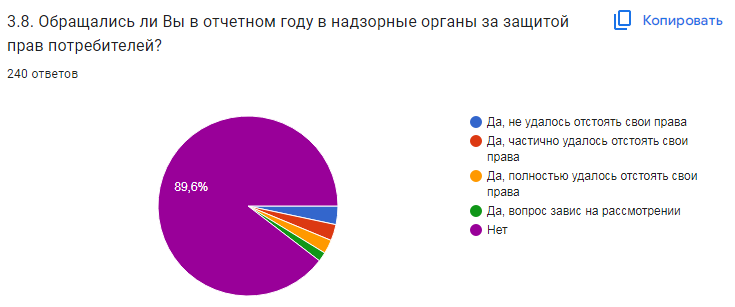 3.8. Обращались ли Вы в отчетном году в надзорные органы за защитой
прав потребителей?
Копировать
240 ответов
89,6%
Да, не удалось отстоять свои права
Да, частично удалось отстоять свои
права
Да, полностью удалось отстоять свои
права
Да, вопрос завис на рассмотрении
Нет